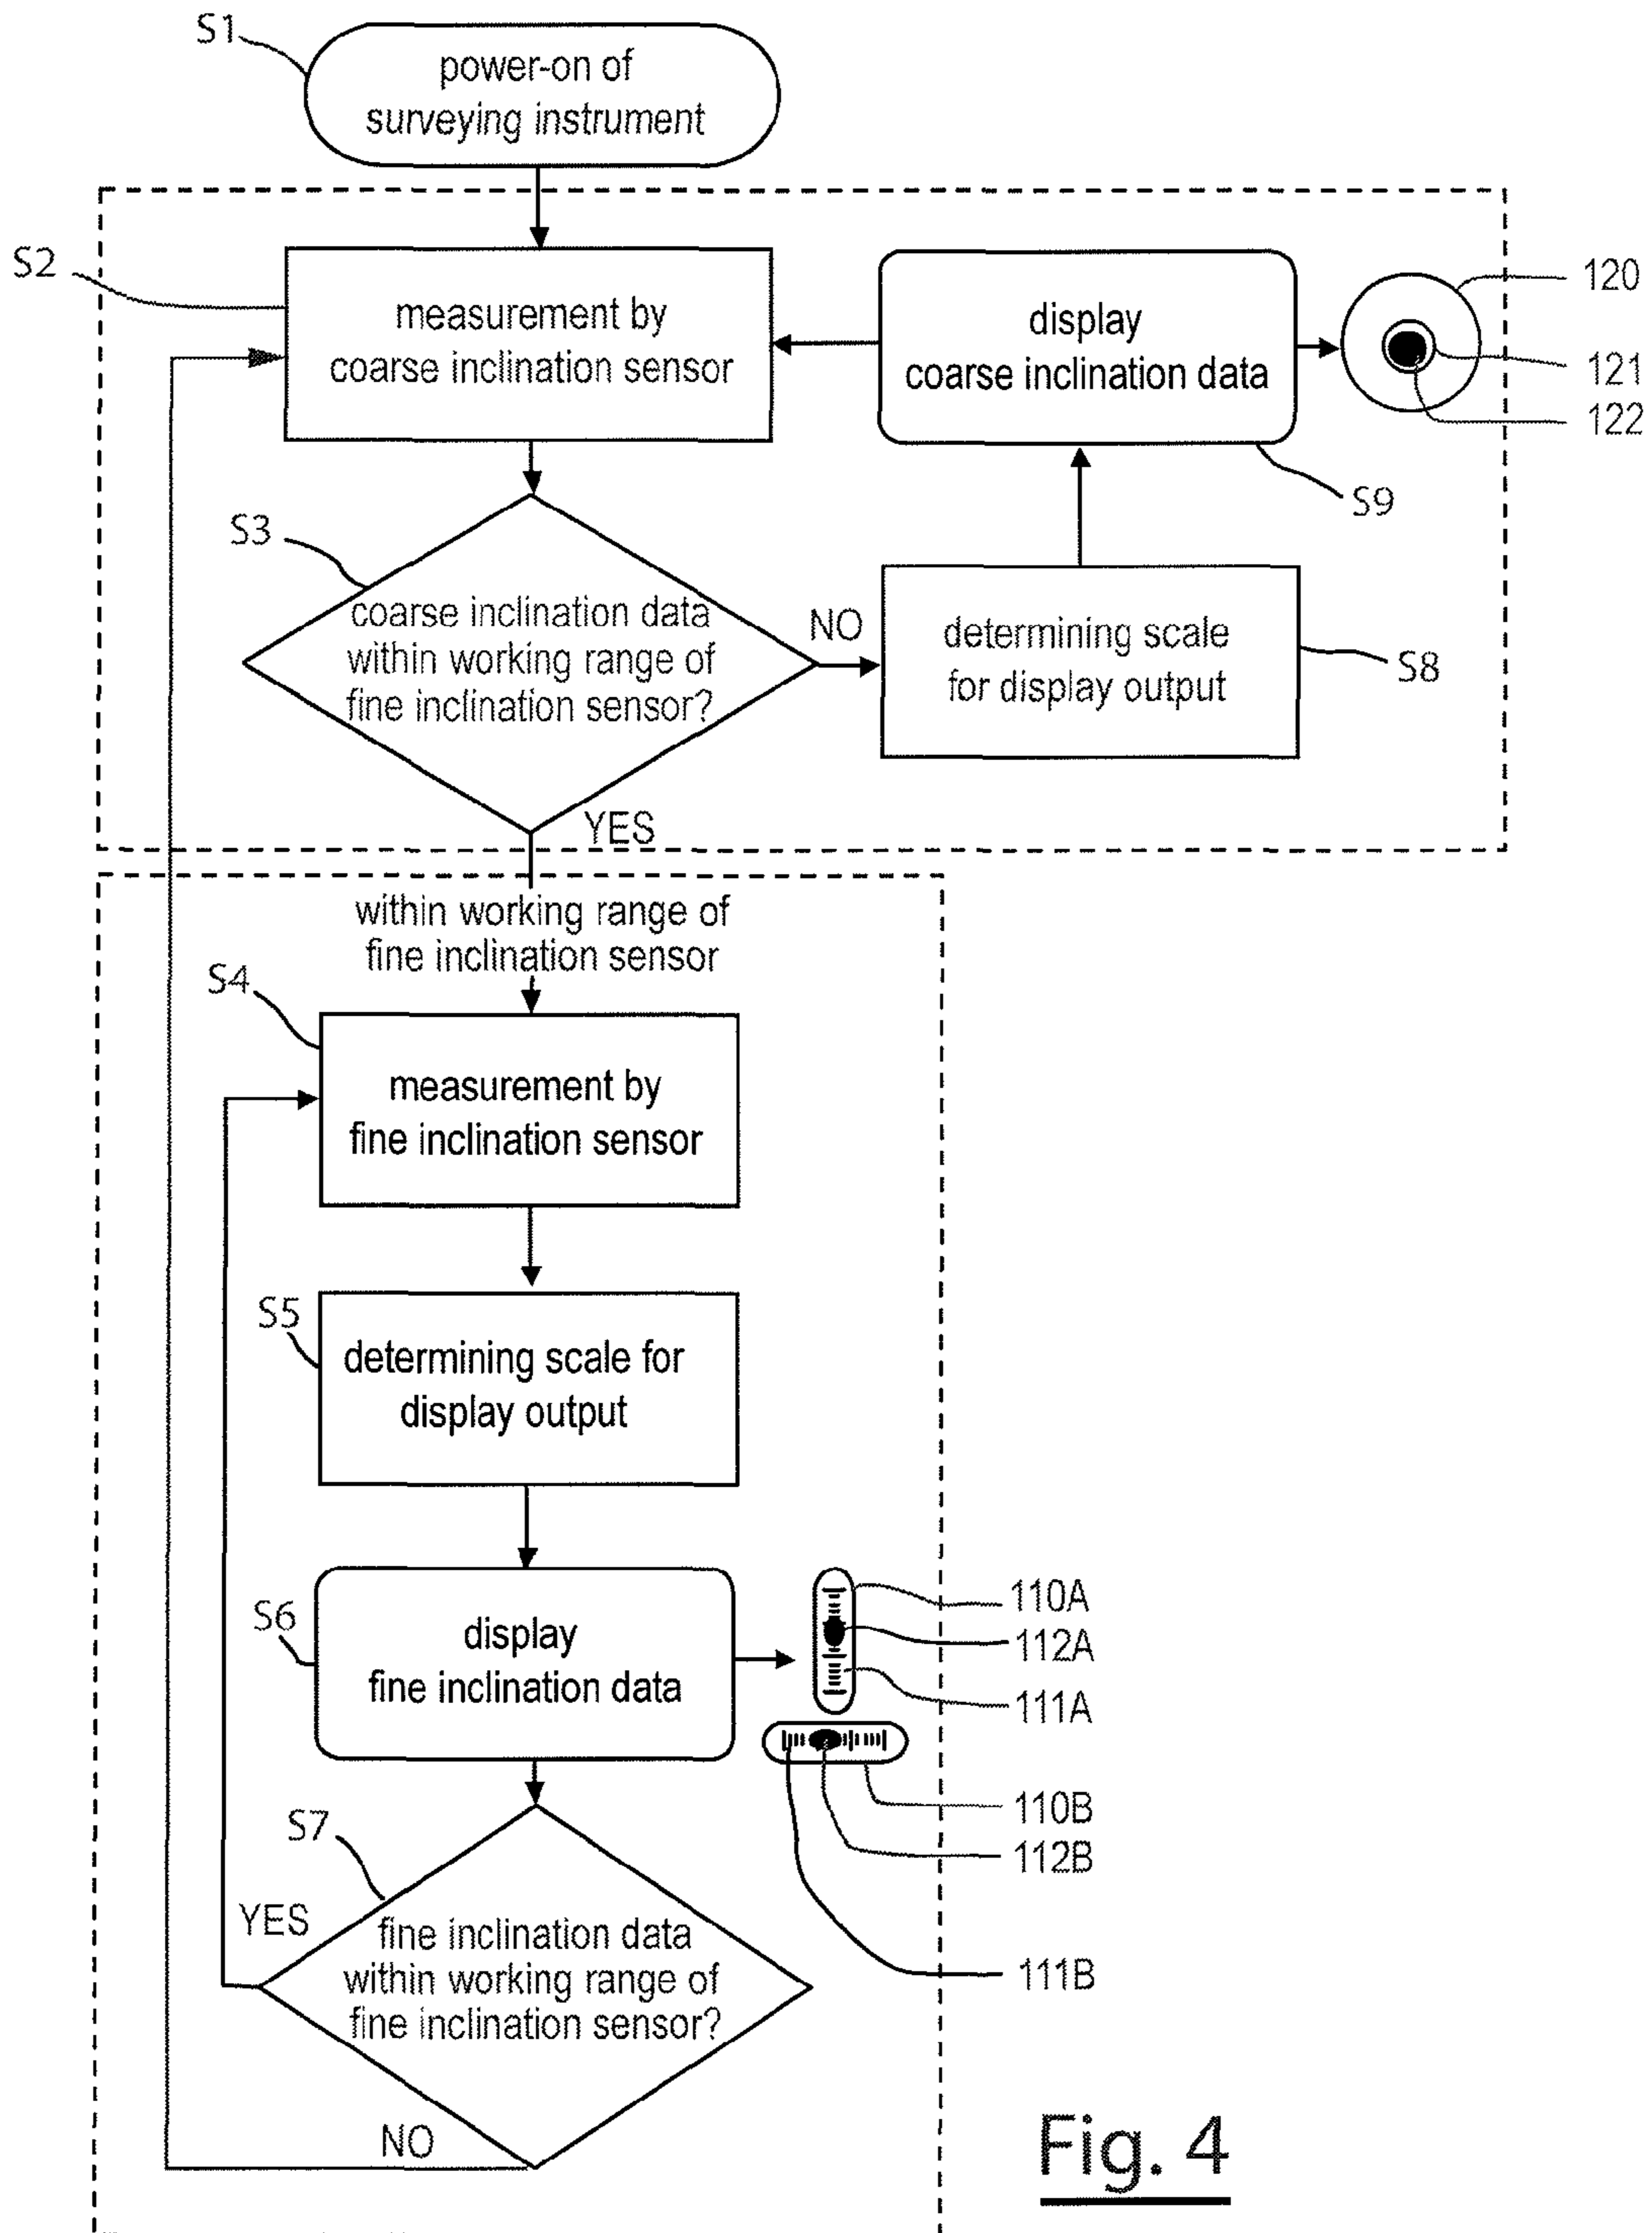 S1
power-on of
surveying instrument
S2
measurement by
coarse inclination sensor
display
coarse inclination data
120
121
122
S9
S3
coarse inclination data
within working range of
fine inclination sensor?
NO
determining scale
for display output
S8
YES
within working range of
fine inclination sensor
S4
measurement by
fine inclination sensor
S5
determining scale for
display output
S6
display
fine inclination data
110A
112A
111A
110B
112B
111B
S7
YES
fine inclination data
within working range of
fine inclination sensor?
NO
Fig. 4